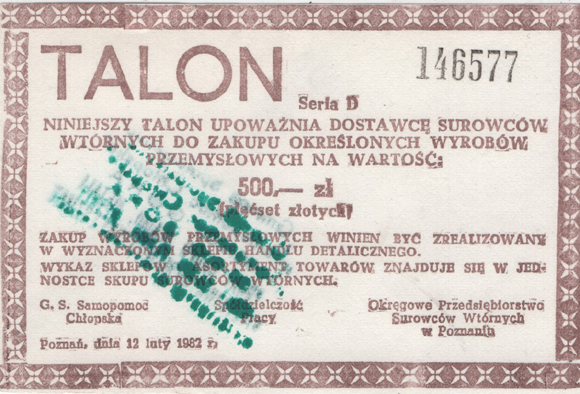 TALON
146577
Seria D
NINIEJSZY TALON UPOWAŻNIA DOSTAWCĘ SUROWCÓW
WTÓRNYCH DO ZAKUPU OKREŚLONYCH WYROBÓW
PRZEMYSŁOWYCH NA WARTOŚĆ:
500,— zł
(pięćset złotych)
ZAKUP WYROBÓW PRZEMYSŁOWYCH WINIEN BYĆ ZREALIZOWANY
W WYZNACZONYM SKLEPIE HANDLU DETALICZNEGO.
WYKAZ SKLEPÓW I ASORTYMENT TOWARÓW ZNAJDUJE SIĘ W JED-
NOSTCE SKUPU SUROWCÓW WTÓRNYCH.
G. S. Samopomoc
Chłopska
Spółdzielczość
Pracy
Okręgowe Przedsiębiorstwo
Surowców Wtórnych
w Poznaniu
Poznań, dnia 12 luty 1982 r.